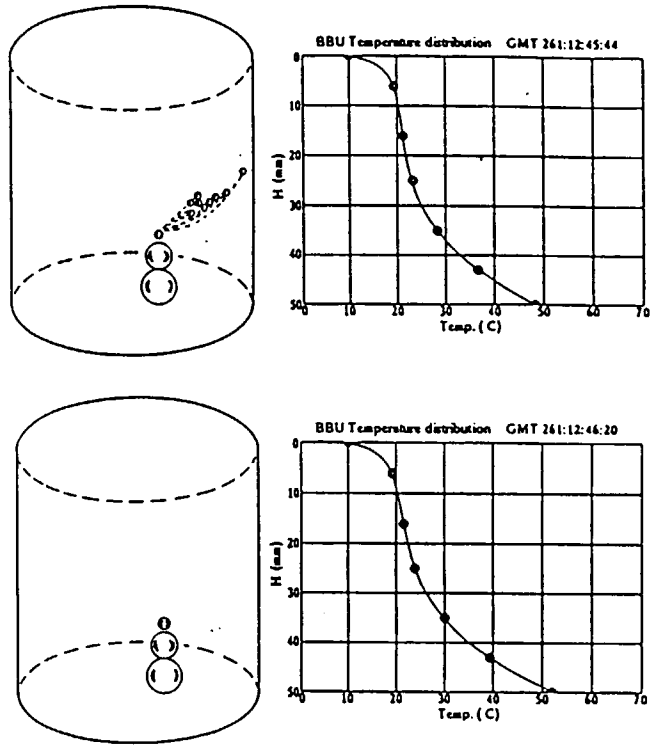 BBU Temperature distribution GMT 261:12:45:44
0
10
20
30
40
50
H (mm)
0 10 20 30 40 50 60 70
Temp. ( C)
BBU Temperature distribution GMT 261:12:46:20
0
10
20
30
40
50
H (mm)
0 10 20 30 40 50 60 70
Temp. ( C)